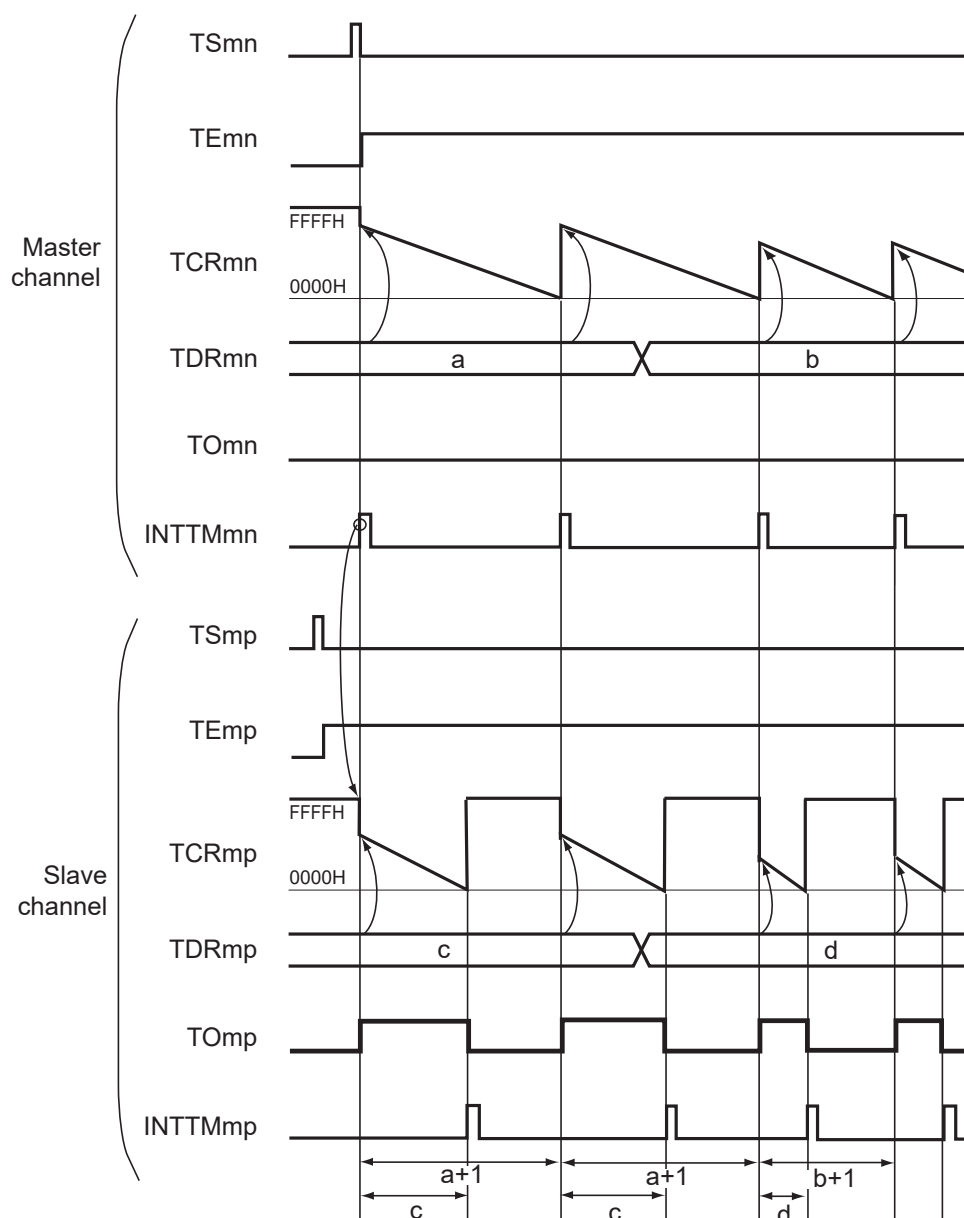 TSmn
TEmn
FFFFH
Master
channel
TCRmn
0000H
TDRmn
a
b
TOmn
INTTMmn
TSmp
TEmp
FFFFH
TCRmp
Slave
channel
0000H
TDRmp
c
d
TOmp
INTTMmp
a+1
a+1
b+1
c
c
d